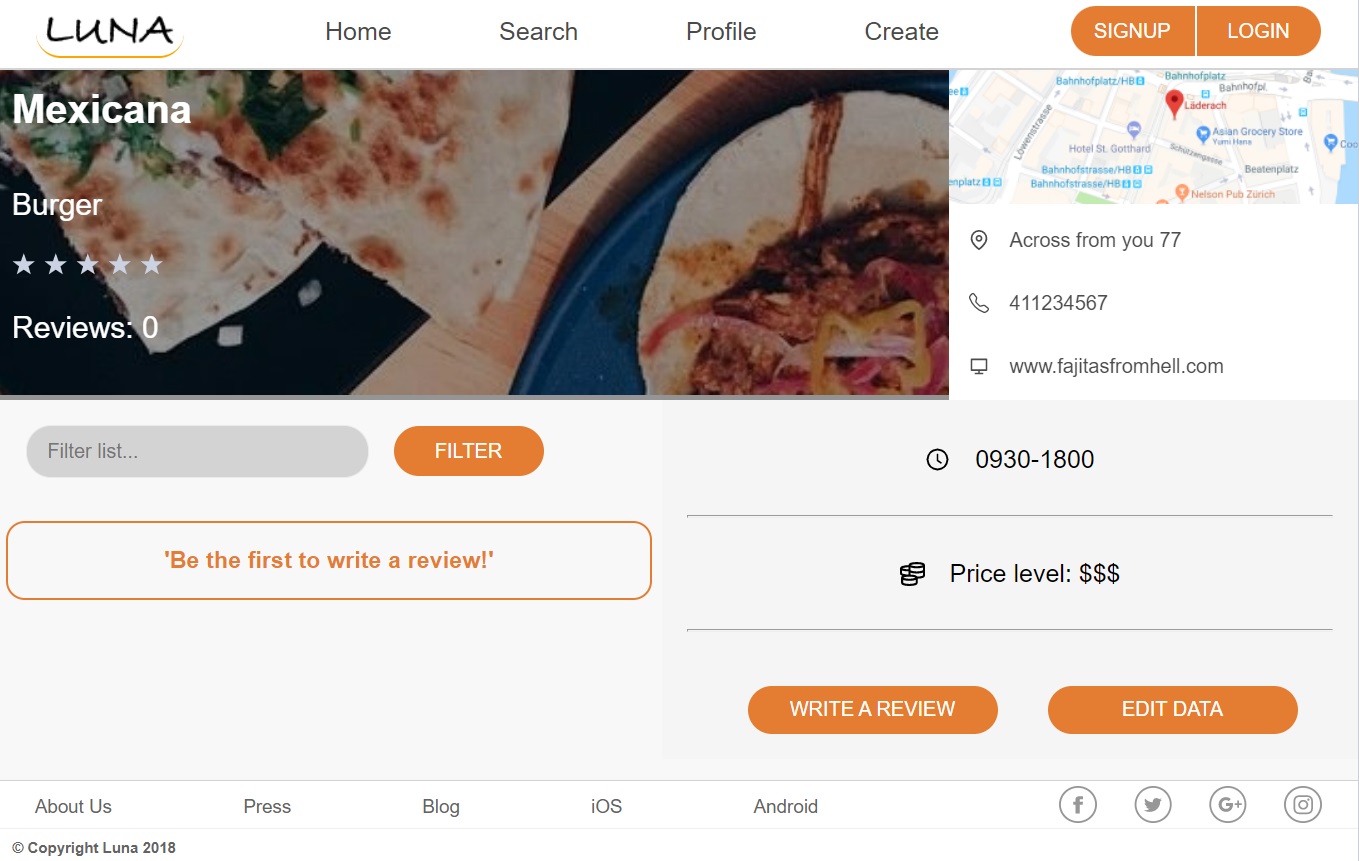 LUNA
Home
Search
Profile
Create
SIGNUP
LOGIN
Mexicana
Burger
Reviews: 0
Bahnhofplatz/HB
Bahnhofplatz
Bahnhofpl.
Läderach
Löwenstrasse
Asian Grocery Store
Yumi Hana
Hotel St. Gotthard
Schützengasse
Bahnhofstrasse/HB
Beatenplatz
enplatz
Bahnhofstrasse/HB
Nelson Pub Zürich
Coo
Across from you 77
411234567
www.fajitasfromhell.com
Filter list...
FILTER
0930-1800
'Be the first to write a review!'
Price level: $$$
WRITE A REVIEW
EDIT DATA
About Us
Press
Blog
iOS
Android
© Copyright Luna 2018